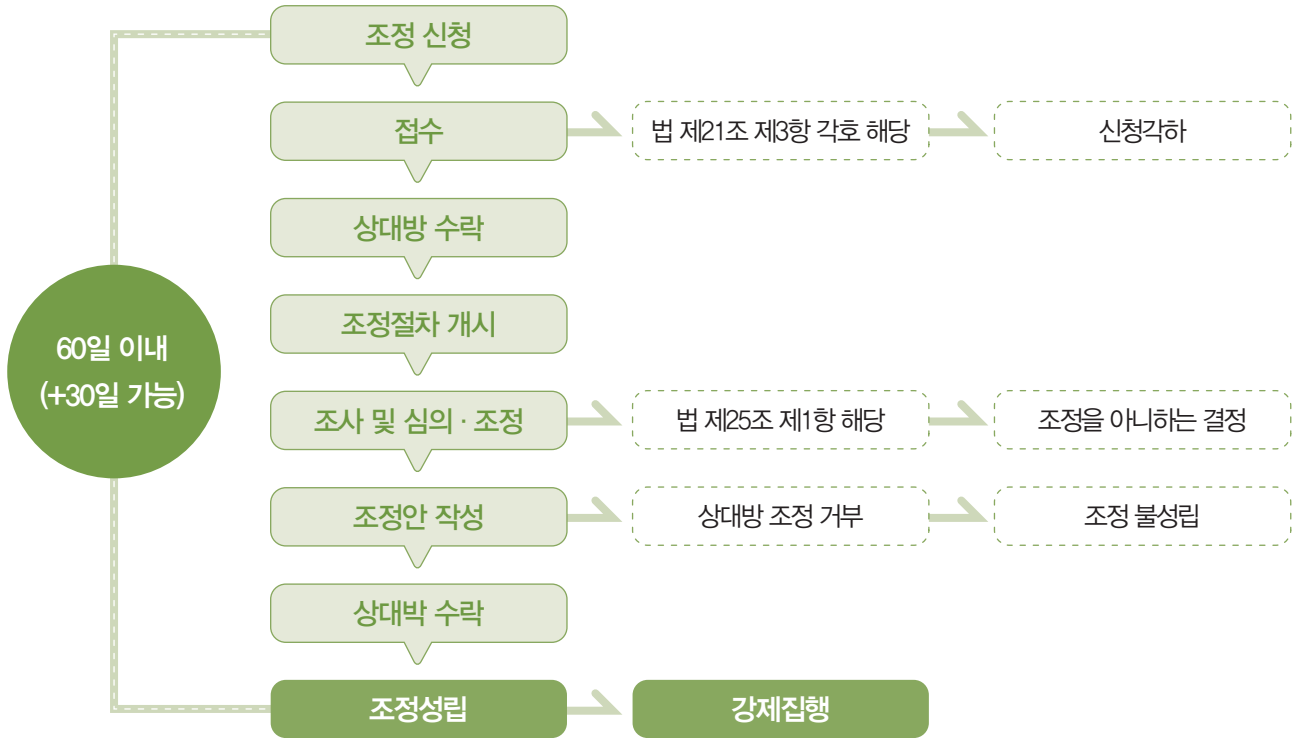 조정 신청
접수
법 제21조 제3항 각호 해당
신청각하
상대방 수락
조정절차 개시
60일 이내
(+30일 가능)
조사 및 심의 · 조정
법 제25조 제1항 해당
조정을 아니하는 결정
조정안 작성
상대방 조정 거부
조정 불성립
상대박 수락
조정성립
강제집행